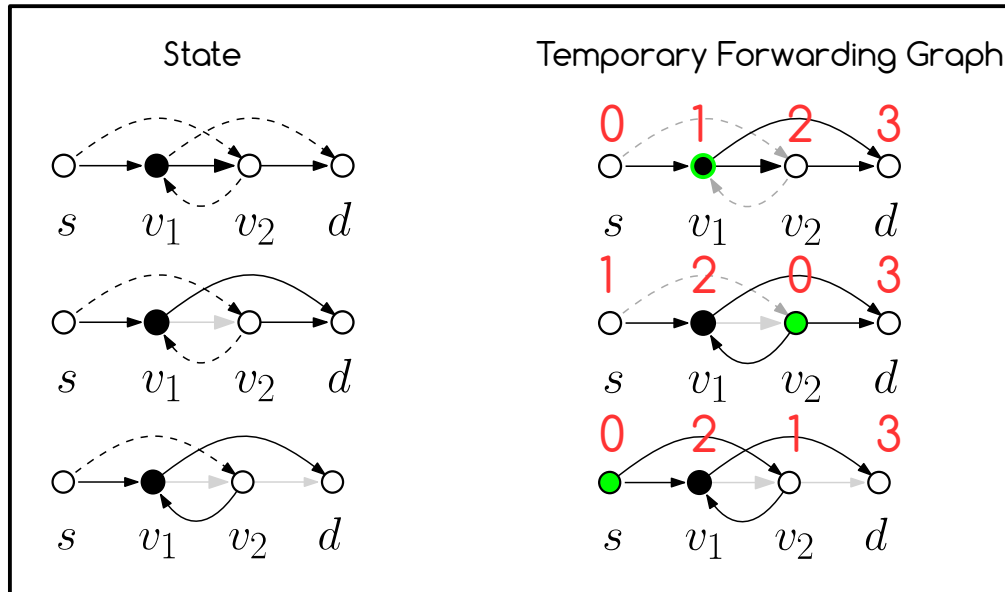 State Temporary Forwarding Graph
0 1 2 3
s v1 v2 d s v1 v2 d
1 2 0 3
s v1 v2 d s v1 v2 d
0 2 1 3
s v1 v2 d s v1 v2 d